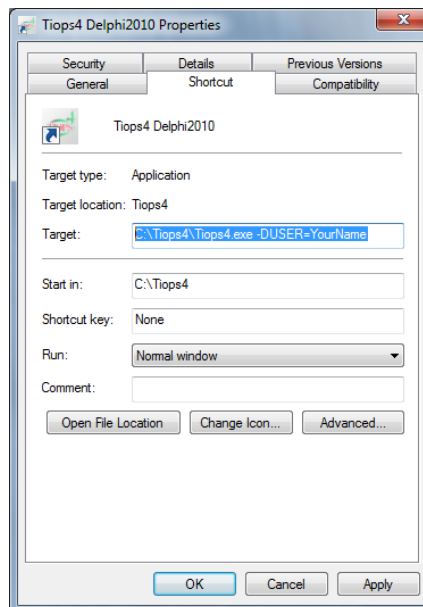 Tiops4 Delphi2010 Properties
Security Details Previous Versions
General Shortcut Compatibility
Tiops4 Delphi2010
Target type: Application
Target location: Tiops4
Target: C:\Tiops4\Tiops4.exe -DUSER=YourName
Start in: C:\Tiops4
Shortcut key: None
Run: Normal window
Comment:
Open File Location Change Icon... Advanced...
OK Cancel Apply